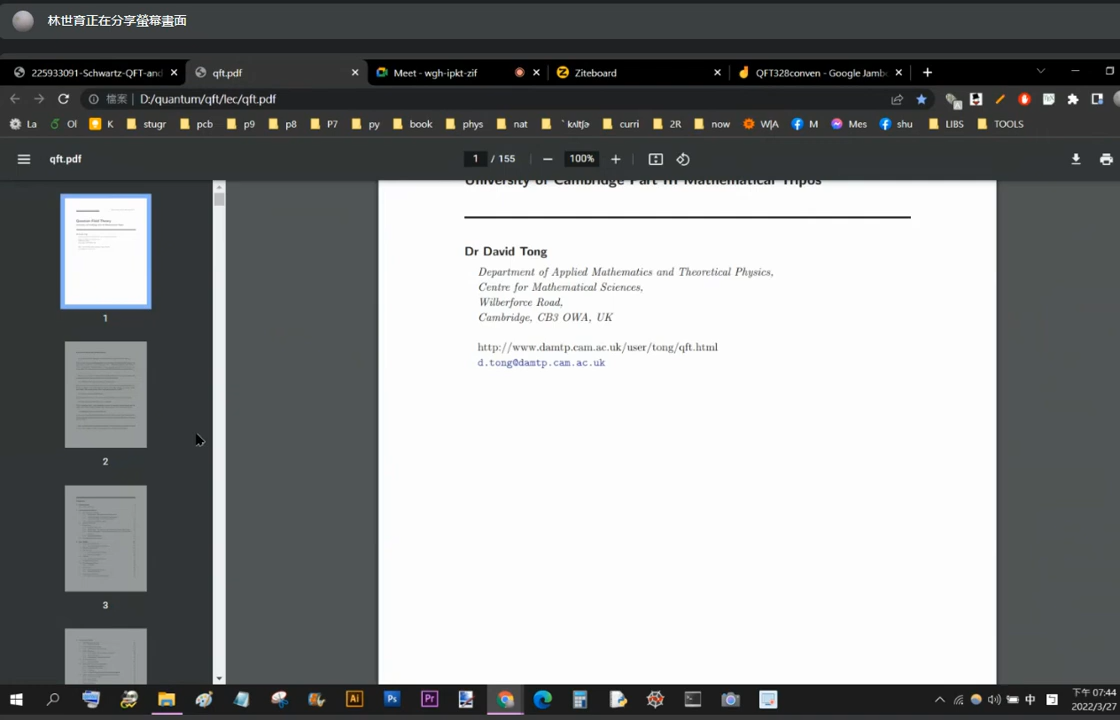 林世育正在分享螢幕畫面
225933091-Schwartz-QFT-and
qft.pdf
Meet - wgh-ipkt-zif
Ziteboard
QFT328conven - Google Jambo
檔案 D:/quantum/qft/lec/qft.pdf
La Ol K stugr pcb p9 p8 P7 py book phys nat curri 2R now W|A M Mes shu LIBS TOOLS
qft.pdf
1 / 155
100%
University of Cambridge Part III Mathematical Tripos
Dr David Tong
Department of Applied Mathematics and Theoretical Physics,
Centre for Mathematical Sciences,
Wilberforce Road,
Cambridge, CB3 OWA, UK
http://www.damtp.cam.ac.uk/user/tong/qft.html
d.tong@damtp.cam.ac.uk
1
2
3
Ai Ps Pr
中
下午 07:44
2022/3/27